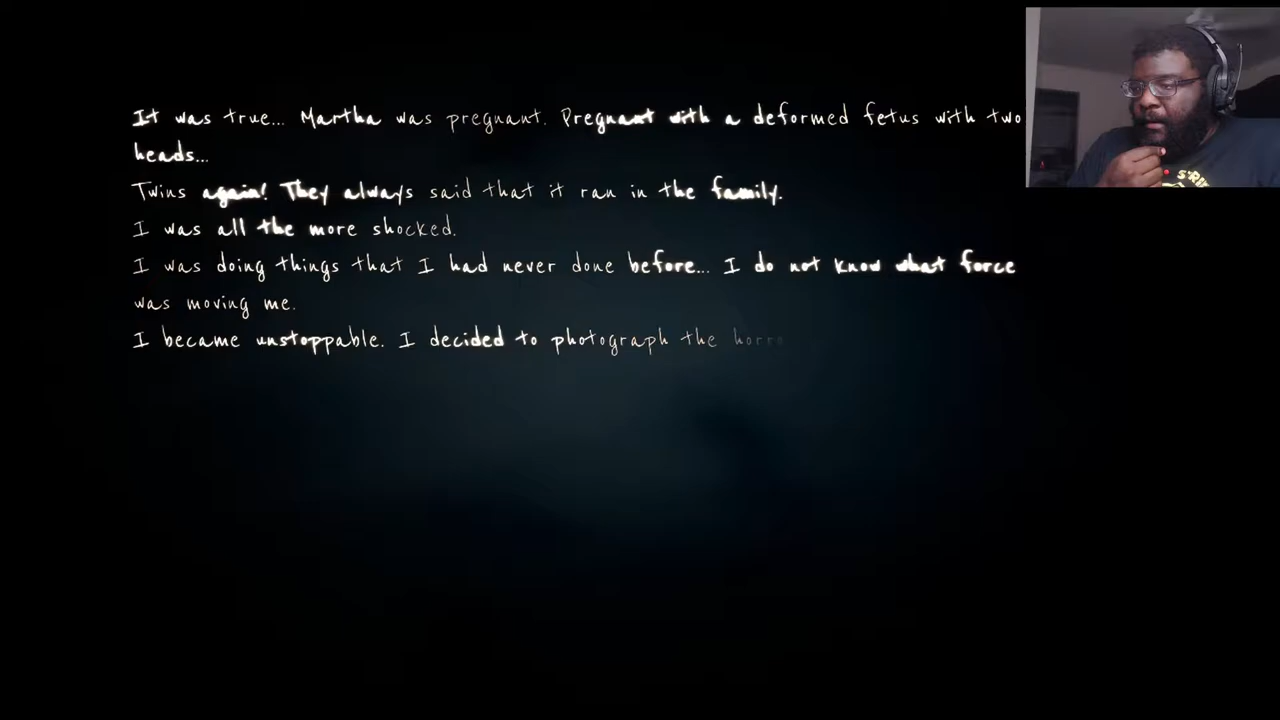 It was true... Martha was pregnant. Pregnant with a deformed fetus with two
heads...
Twins again! They always said that it ran in the family.
I was all the more shocked.
I was doing things that I had never done before... I do not know what force
was moving me.
I became unstoppable. I decided to photograph the horro